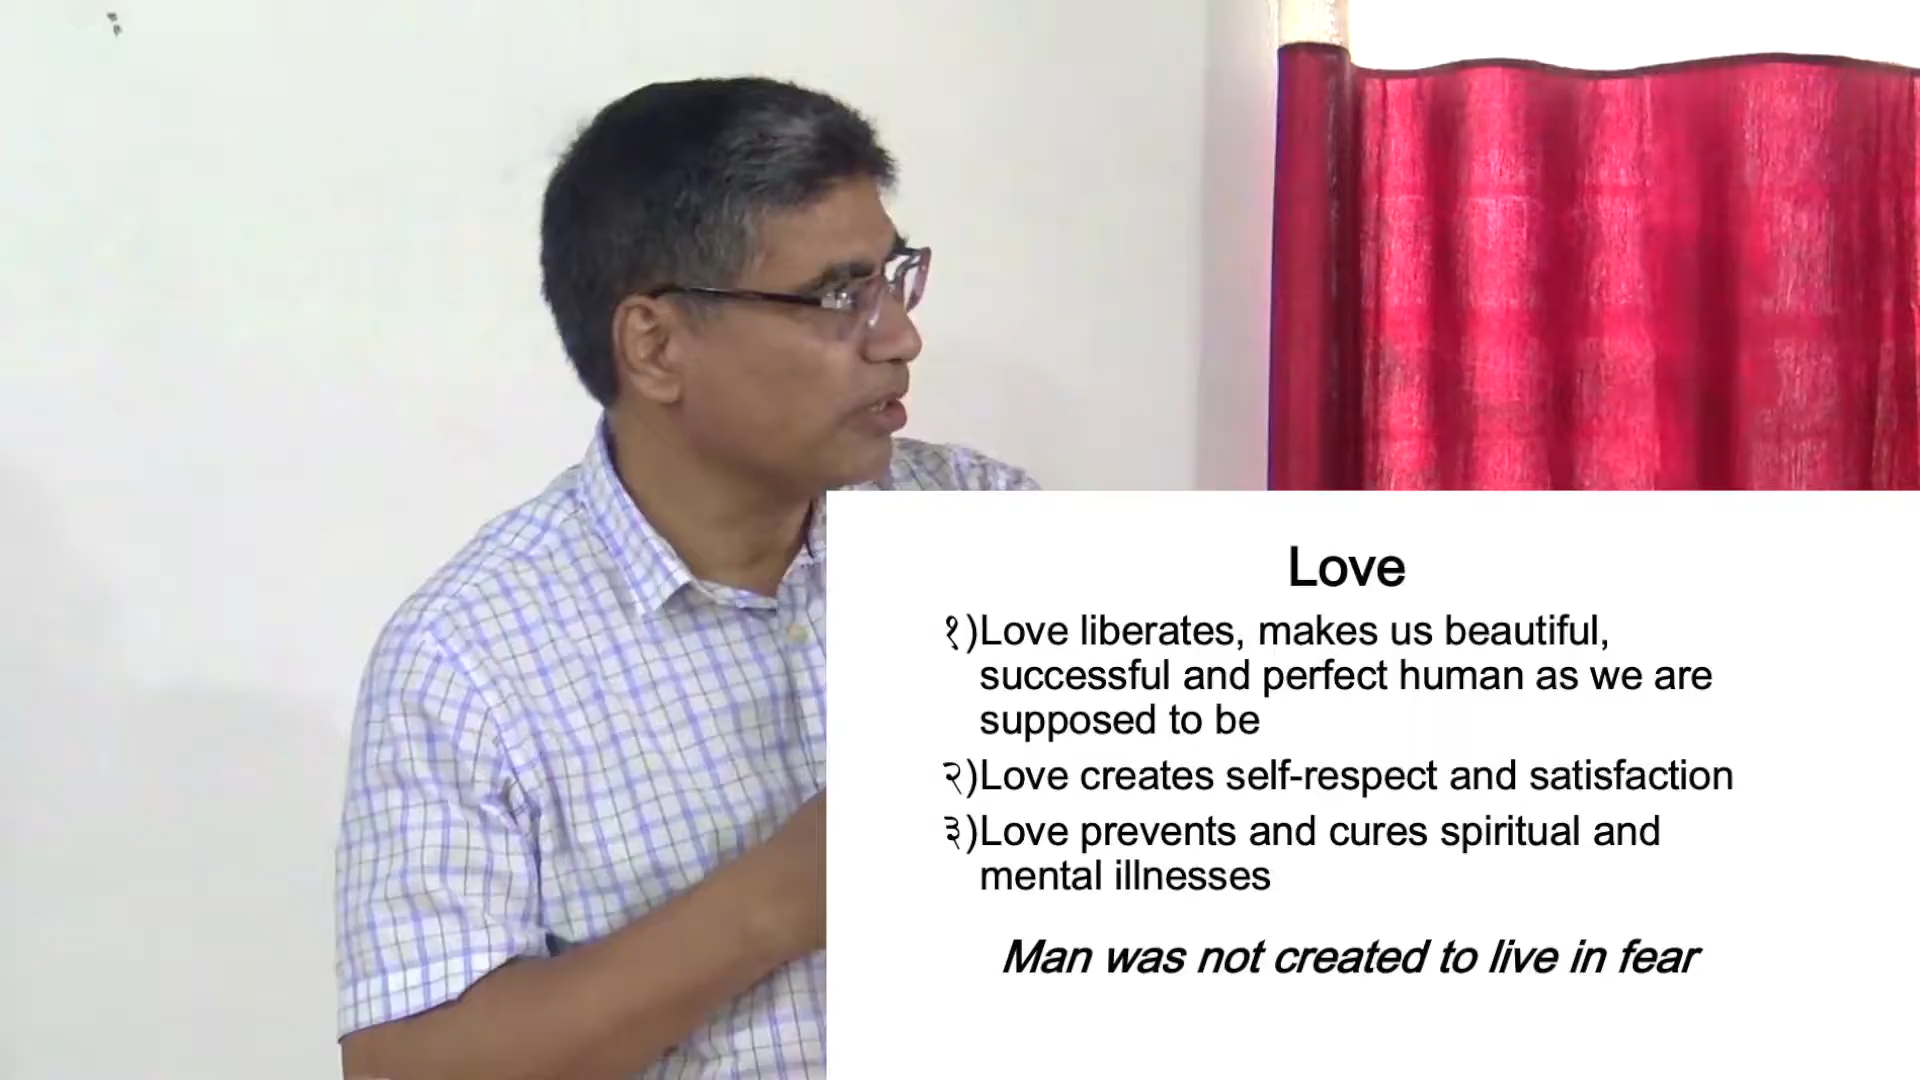 Love
१)Love liberates, makes us beautiful,
successful and perfect human as we are
supposed to be
२)Love creates self-respect and satisfaction
३)Love prevents and cures spiritual and
mental illnesses
Man was not created to live in fear